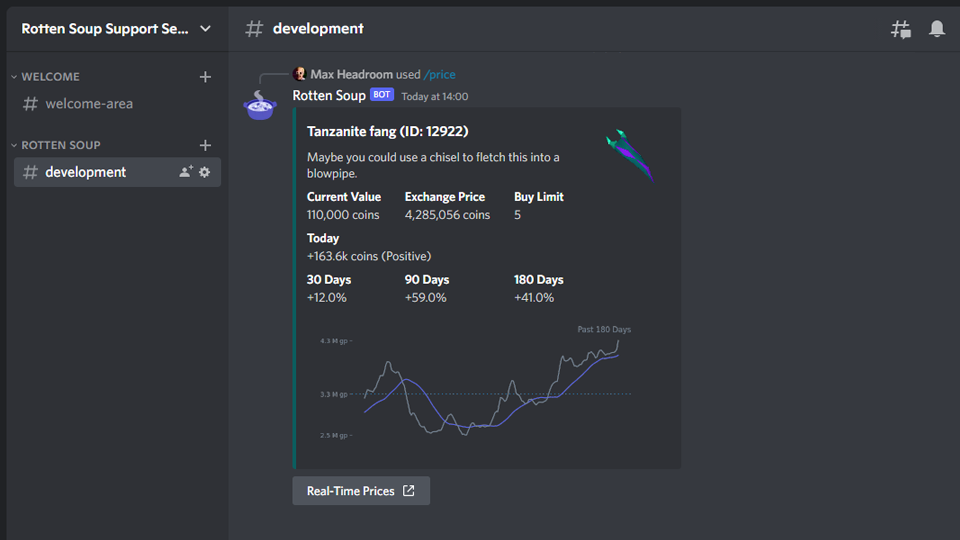 Rotten Soup Support Se...
# development
WELCOME
# welcome-area
ROTTEN SOUP
# development
Max Headroom used /price
Rotten Soup BOT Today at 14:00
Tanzanite fang (ID: 12922)
Maybe you could use a chisel to fletch this into a
blowpipe.
Current Value Exchange Price Buy Limit
110,000 coins 4,285,056 coins 5
Today
+163.6k coins (Positive)
30 Days 90 Days 180 Days
+12.0% +59.0% +41.0%
Past 180 Days
4.3 M gp
3.3 M gp
2.5 M gp
Real-Time Prices